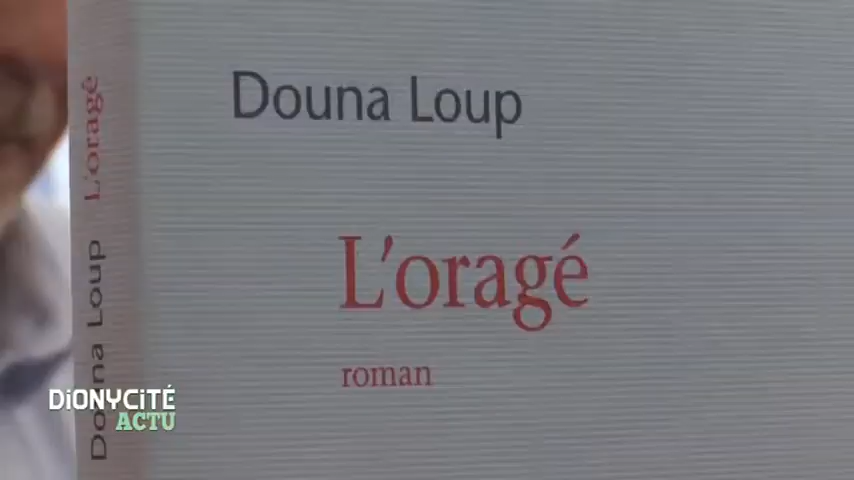 Douna Loup
L'oragé
roman
Douna Loup L'oragé
DiONYCiTÉ
ACTU